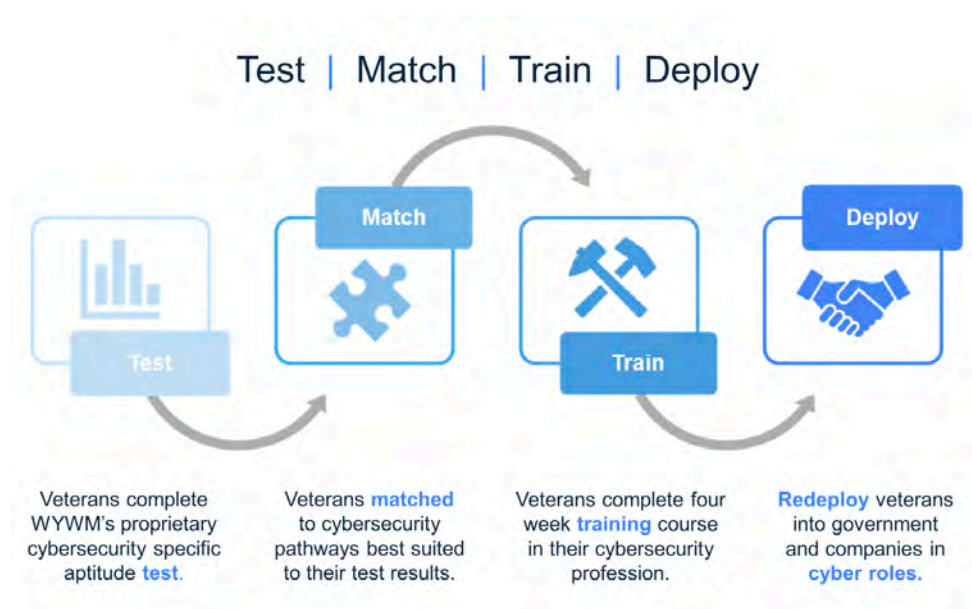 Test | Match | Train | Deploy
Match
Deploy
Test
Train
Veterans complete
WYWM's proprietary
cybersecurity specific
aptitude test.
Veterans matched
to cybersecurity
pathways best suited
to their test results.
Veterans complete four
week training course
in their cybersecurity
profession.
Redeploy veterans
into government
and companies in
cyber roles.